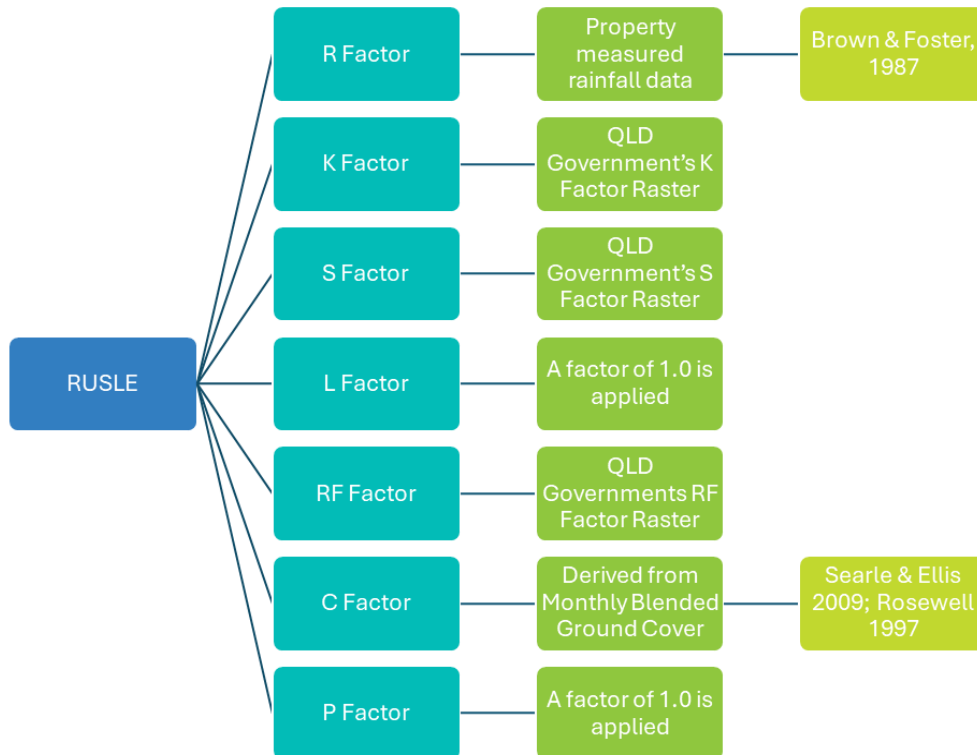 R Factor
Property
measured
rainfall data
Brown & Foster,
1987
K Factor
QLD
Government's K
Factor Raster
S Factor
QLD
Government's S
Factor Raster
RUSLE
L Factor
A factor of 1.0 is
applied
RF Factor
QLD
Governments RF
Factor Raster
C Factor
Derived from
Monthly Blended
Ground Cover
Searle & Ellis
2009; Rosewell
1997
P Factor
A factor of 1.0 is
applied